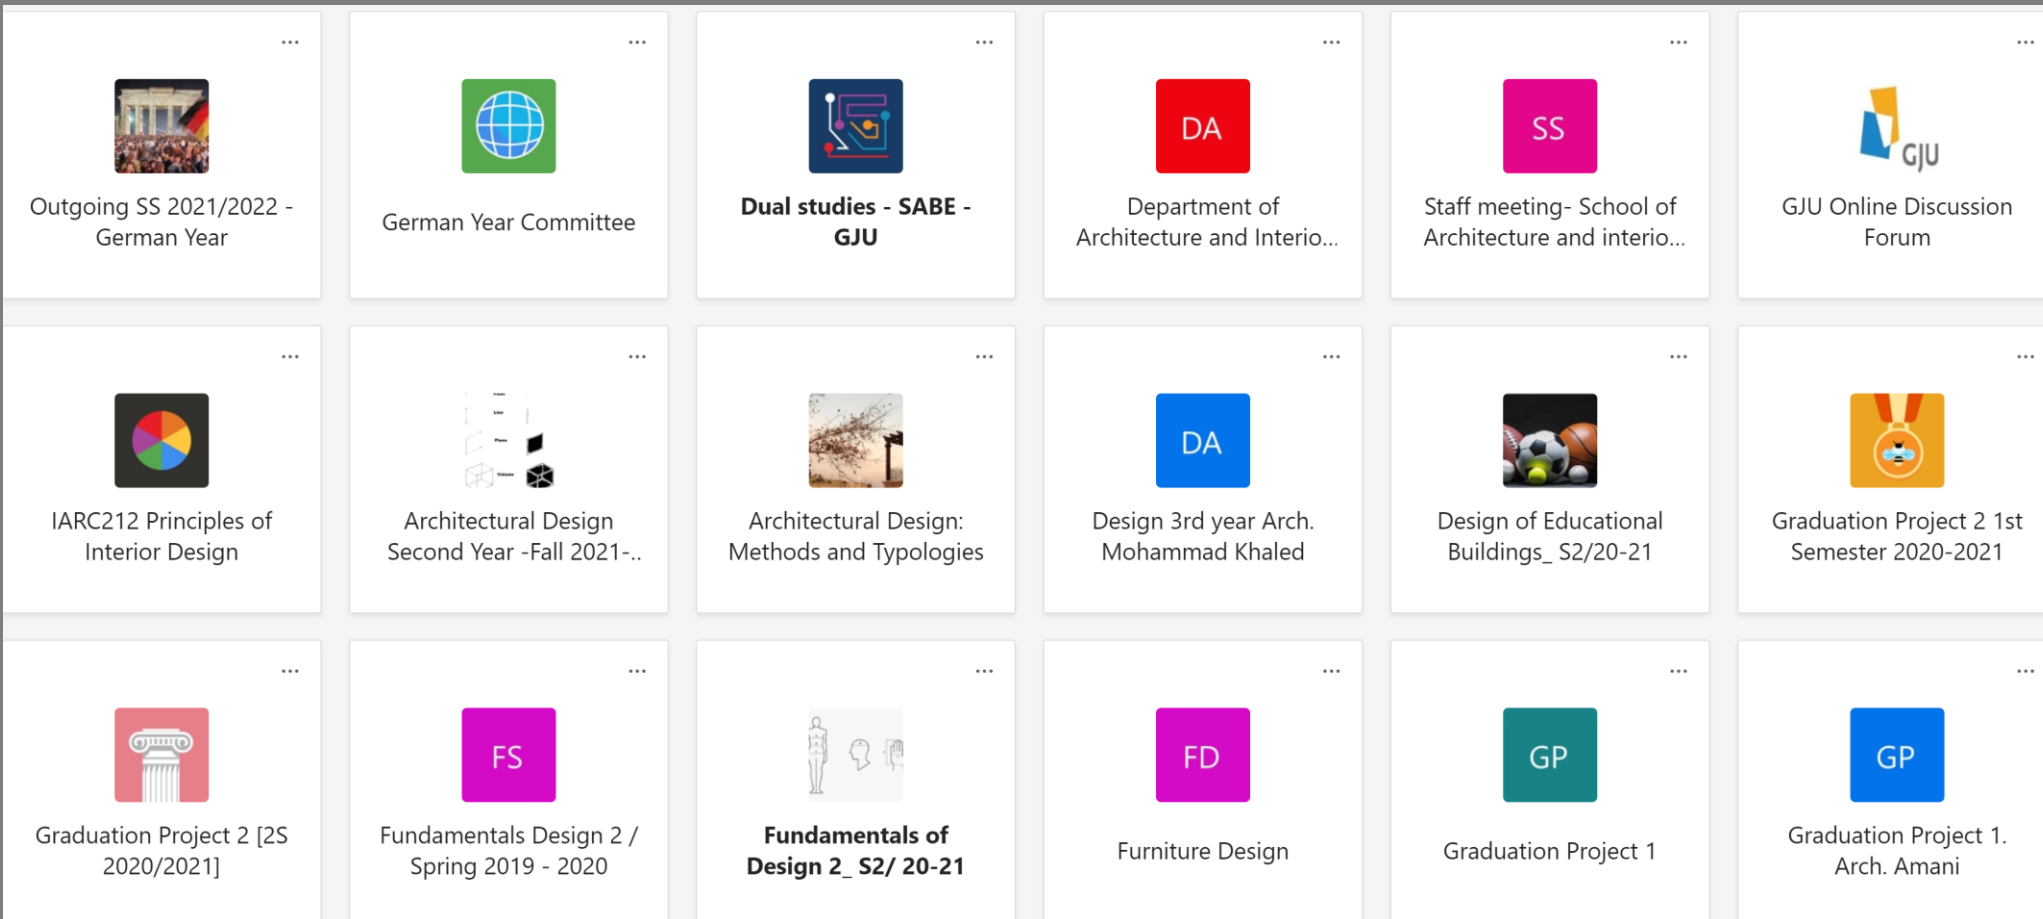 ...
...
...
...
...
...
DA
SS
GJU
Outgoing SS 2021/2022 -
German Year
German Year Committee
Dual studies - SABE -
GJU
Department of
Architecture and Interio...
Staff meeting- School of
Architecture and interio...
GJU Online Discussion
Forum
...
...
...
...
...
...
Line
Plane
Volume
DA
IARC212 Principles of
Interior Design
Architectural Design
Second Year -Fall 2021-..
Architectural Design:
Methods and Typologies
Design 3rd year Arch.
Mohammad Khaled
Design of Educational
Buildings_ S2/20-21
Graduation Project 2 1st
Semester 2020-2021
...
...
...
...
...
...
FS
FD
GP
GP
Graduation Project 2 [2S
2020/2021]
Fundamentals Design 2 /
Spring 2019 - 2020
Fundamentals of
Design 2_ S2/ 20-21
Furniture Design
Graduation Project 1
Graduation Project 1.
Arch. Amani